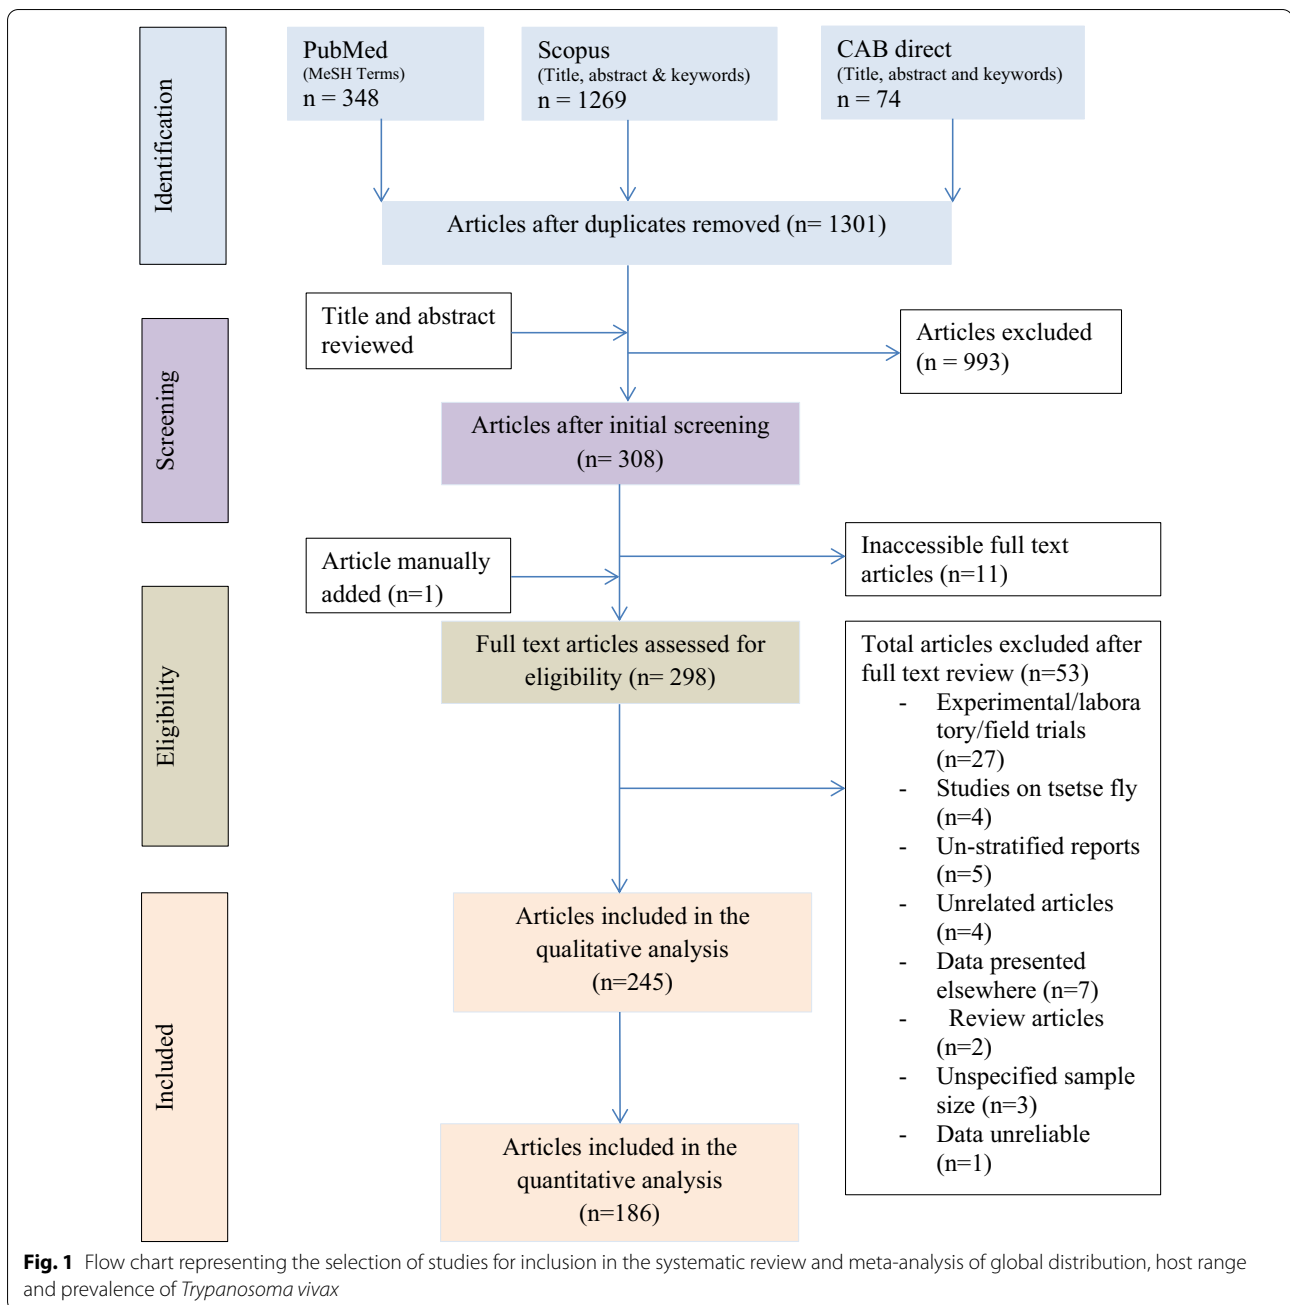 Identification
PubMed
(MeSH Terms)
n = 348
Scopus
(Title, abstract & keywords)
n = 1269
CAB direct
(Title, abstract and keywords)
n = 74
Articles after duplicates removed (n= 1301)
Screening
Title and abstract
reviewed
Articles excluded
(n = 993)
Articles after initial screening
(n= 308)
Article manually
added (n=1)
Inaccessible full text
articles (n=11)
Eligibility
Full text articles assessed for
eligibility (n= 298)
Total articles excluded after
full text review (n=53)
- Experimental/labora
tory/field trials
(n=27)
- Studies on tsetse fly
(n=4)
- Un-stratified reports
(n=5)
- Unrelated articles
(n=4)
- Data presented
elsewhere (n=7)
- Review articles
(n=2)
- Unspecified sample
size (n=3)
- Data unreliable
(n=1)
Included
Articles included in the
qualitative analysis
(n=245)
Articles included in the
quantitative analysis
(n=186)
Fig. 1 Flow chart representing the selection of studies for inclusion in the systematic review and meta-analysis of global distribution, host range
and prevalence of Trypanosoma vivax